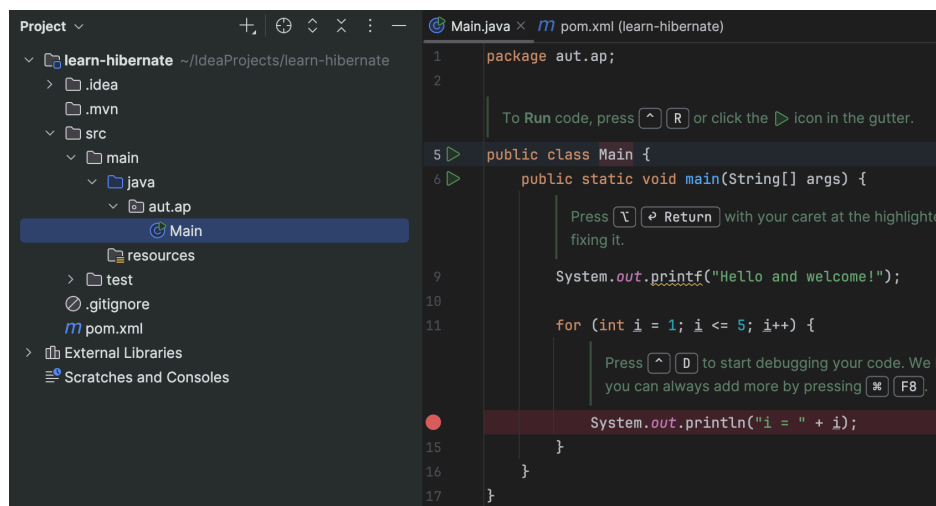 Project
learn-hibernate ~/IdeaProjects/learn-hibernate
.idea
.mvn
src
main
java
aut.ap
Main
resources
test
.gitignore
m pom.xml
External Libraries
Scratches and Consoles
Main.java × m pom.xml (learn-hibernate)
1 package aut.ap;
2
To Run code, press ^ R or click the ▷ icon in the gutter.
5 public class Main {
6 public static void main(String[] args) {
Press ⌥ ↩ Return with your caret at the highlighte
fixing it.
9 System.out.printf("Hello and welcome!");
10
11 for (int i = 1; i <= 5; i++) {
Press ^ D to start debugging your code. We
you can always add more by pressing ⌘ F8.
System.out.println("i = " + i);
15 }
16 }
17 }